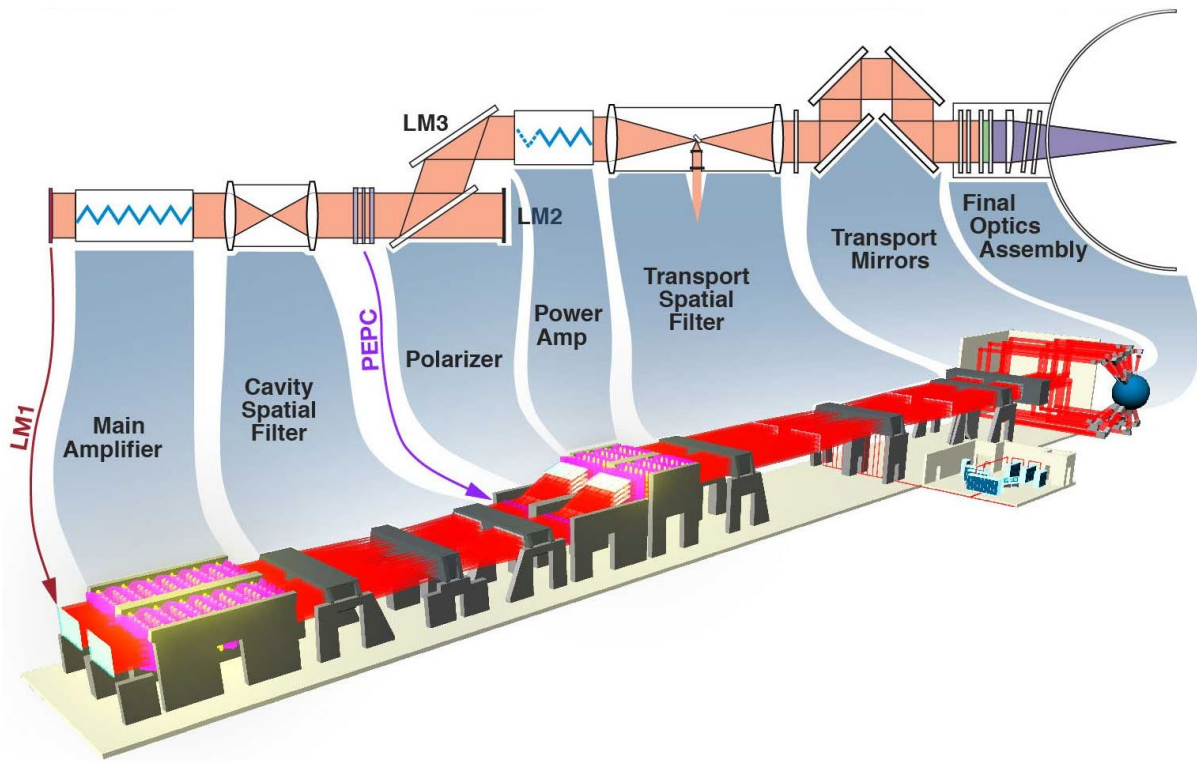 LM3
LM2
LM1
Main
Amplifier
Cavity
Spatial
Filter
PEPC
Polarizer
Power
Amp
Transport
Spatial
Filter
Transport
Mirrors
Final
Optics
Assembly